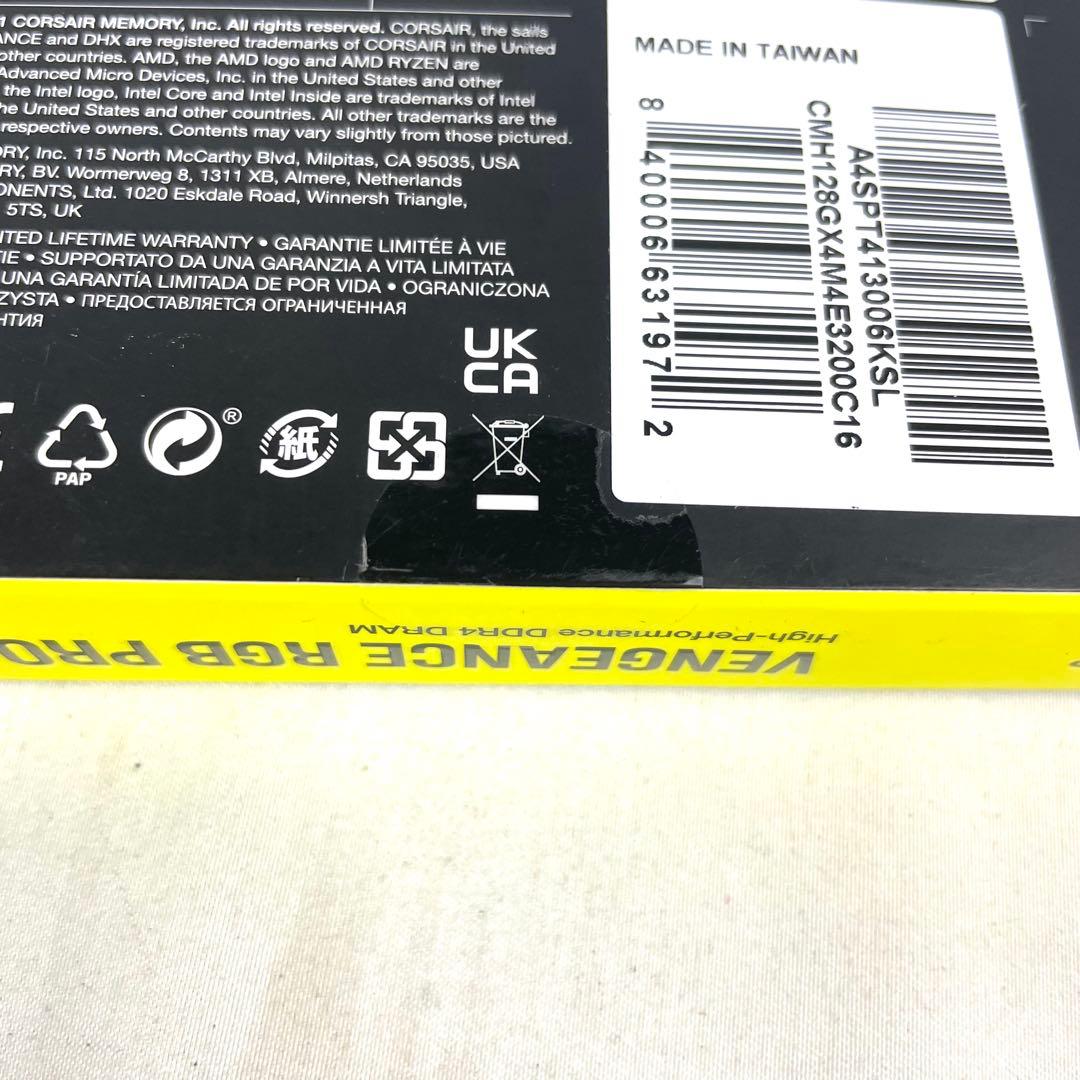 1 CORSAIR MEMORY, Inc. All rights reserved. CORSAIR, the sails
ANCE and DHX are registered trademarks of CORSAIR in the United
other countries. AMD, the AMD logo and AMD RYZEN are
Advanced Micro Devices, Inc. in the United States and other
the Intel logo, Intel Core and Intel Inside are trademarks of Intel
he United States and other countries. All other trademarks are the
respective owners. Contents may vary slightly from those pictured.
ORY, Inc. 115 North McCarthy Blvd, Milpitas, CA 95035, USA
RY, BV. Wormerweg 8, 1311 XB, Almere, Netherlands
ONENTS, Ltd. 1020 Eskdale Road, Winnersh Triangle,
5TS, UK
ITED LIFETIME WARRANTY • GARANTIE LIMITÉE À VIE
TIE • SUPPORTATO DA UNA GARANZIA A VITA LIMITATA
UNA GARANTÍA LIMITADA DE POR VIDA • OGRANICZONA
ZYSTA • ПРЕДОСТАВЛЯЕТСЯ ОГРАНИЧЕННАЯ
НТИЯ
UK
CA
PAP
®
紙
MADE IN TAIWAN
A4SPT413006KSL
CMH128GX4M4E3200C16
8 40006 63197 2
VENGEANCE RGB PRO
High-Performance DDR4 DRAM